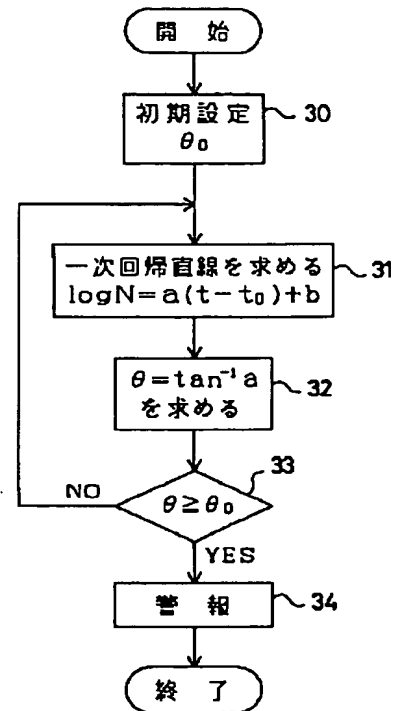 開 始
初期設定
θ₀
30
一次回帰直線を求める
logN=a(t-t₀)+b
31
θ=tan⁻¹a
を求める
32
33
θ≧θ₀
NO
YES
警 報
34
終 了